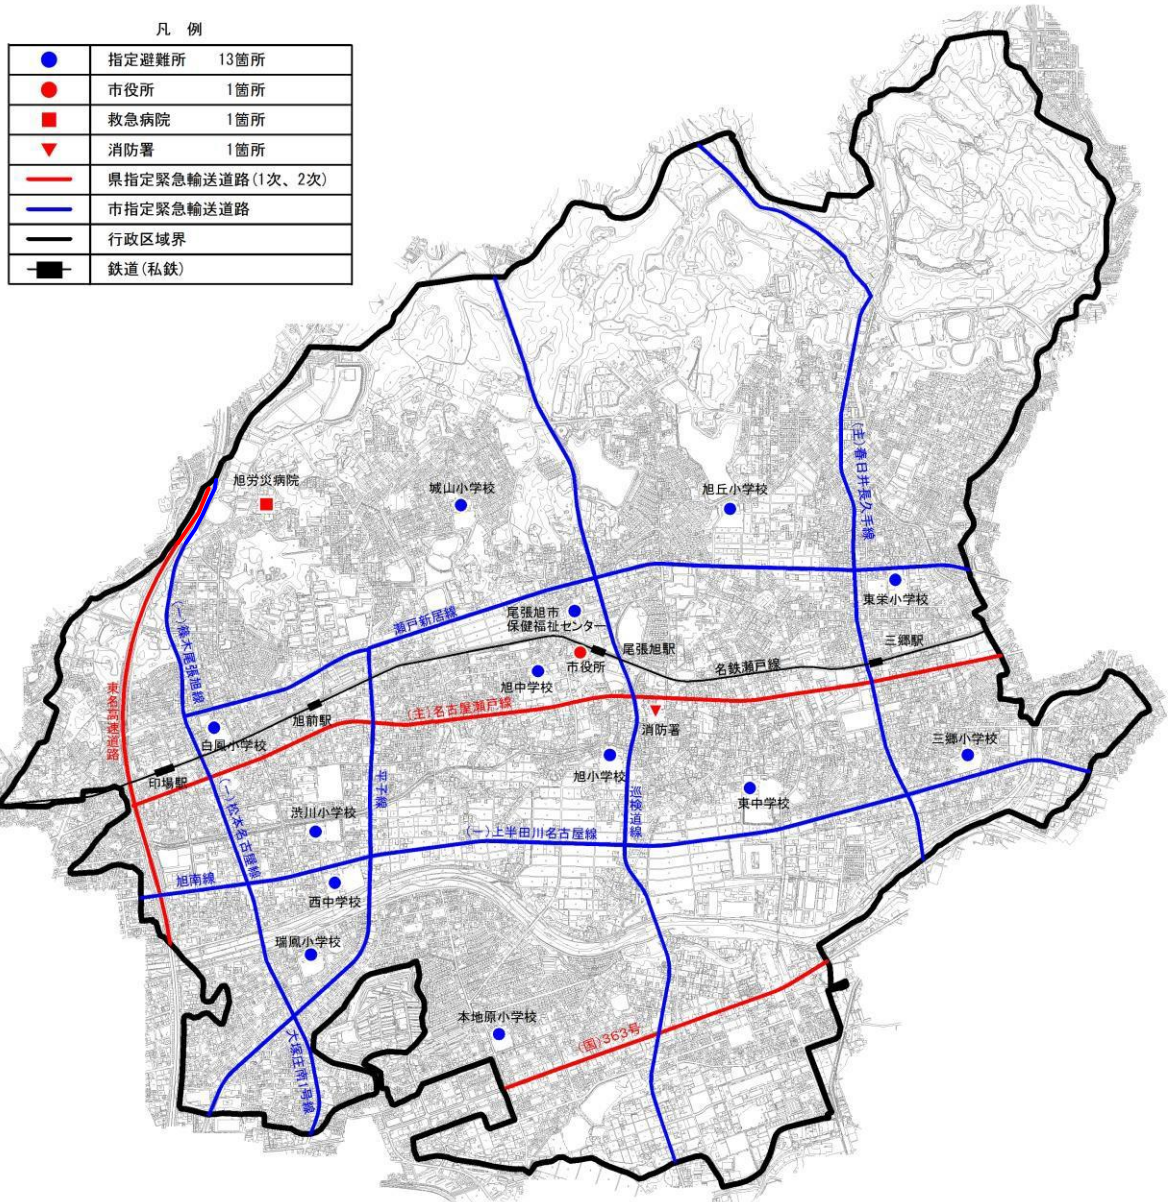 凡 例
指定避難所 13箇所
市役所 1箇所
救急病院 1箇所
消防署 1箇所
県指定緊急輸送道路(1次、2次)
市指定緊急輸送道路
行政区域界
鉄道(私鉄)
旭労災病院
城山小学校
旭丘小学校
(主)春日井長久手線
東栄小学校
尾張旭市
保健福祉センター
瀬戸新居線
(一)篠木尾張旭線
三郷駅
尾張旭駅
市役所
名鉄瀬戸線
旭中学校
東名高速道路
旭前駅
(主)名古屋瀬戸線
消防署
白鳳小学校
三郷小学校
印場駅
旭小学校
平子線
(一)松本名古屋線
巡検道線
東中学校
渋川小学校
(一)上半田川名古屋線
旭南線
西中学校
瑞鳳小学校
本地原小学校
(国)363号
大塚庄南1号線